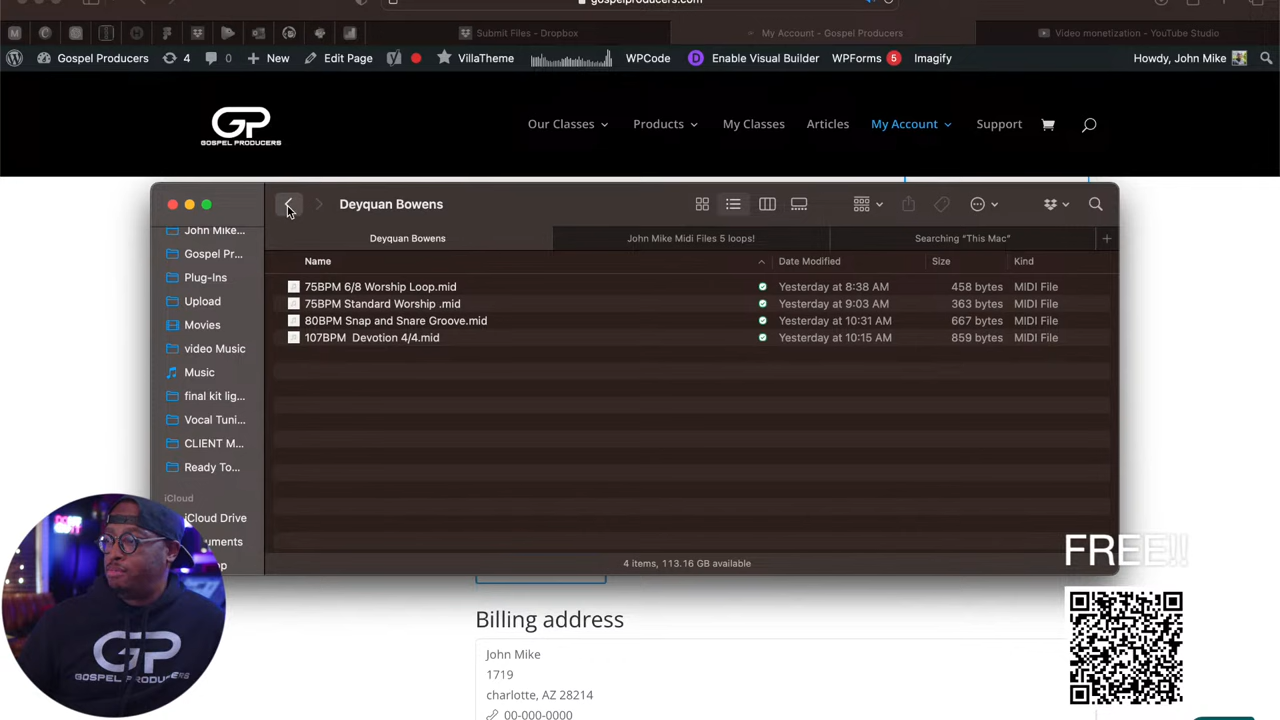 gospelproducers.com
Submit Files - Dropbox
My Account - Gospel Producers
Video monetization - YouTube Studio
Gospel Producers 4 0 New Edit Page VillaTheme WPCode Enable Visual Builder WPForms 5 Imagify Howdy, John Mike
GP
GOSPEL PRODUCERS
Our Classes Products My Classes Articles My Account Support
Deyquan Bowens
Deyquan Bowens
John Mike Midi Files 5 loops!
Searching “This Mac”
Name Date Modified Size Kind
75BPM 6/8 Worship Loop.mid Yesterday at 8:38 AM 458 bytes MIDI File
75BPM Standard Worship .mid Yesterday at 9:03 AM 363 bytes MIDI File
80BPM Snap and Snare Groove.mid Yesterday at 10:31 AM 667 bytes MIDI File
107BPM  Devotion 4/4.mid Yesterday at 10:15 AM 859 bytes MIDI File
4 items, 113.16 GB available
John Mike...
Gospel Pr...
Plug-Ins
Upload
Movies
video Music
Music
final kit lig...
Vocal Tuni...
CLIENT M...
Ready To...
iCloud
iCloud Drive
FREE!!
GP
GOSPEL PRODUCERS
Billing address
John Mike
1719
charlotte, AZ 28214
00-000-0000